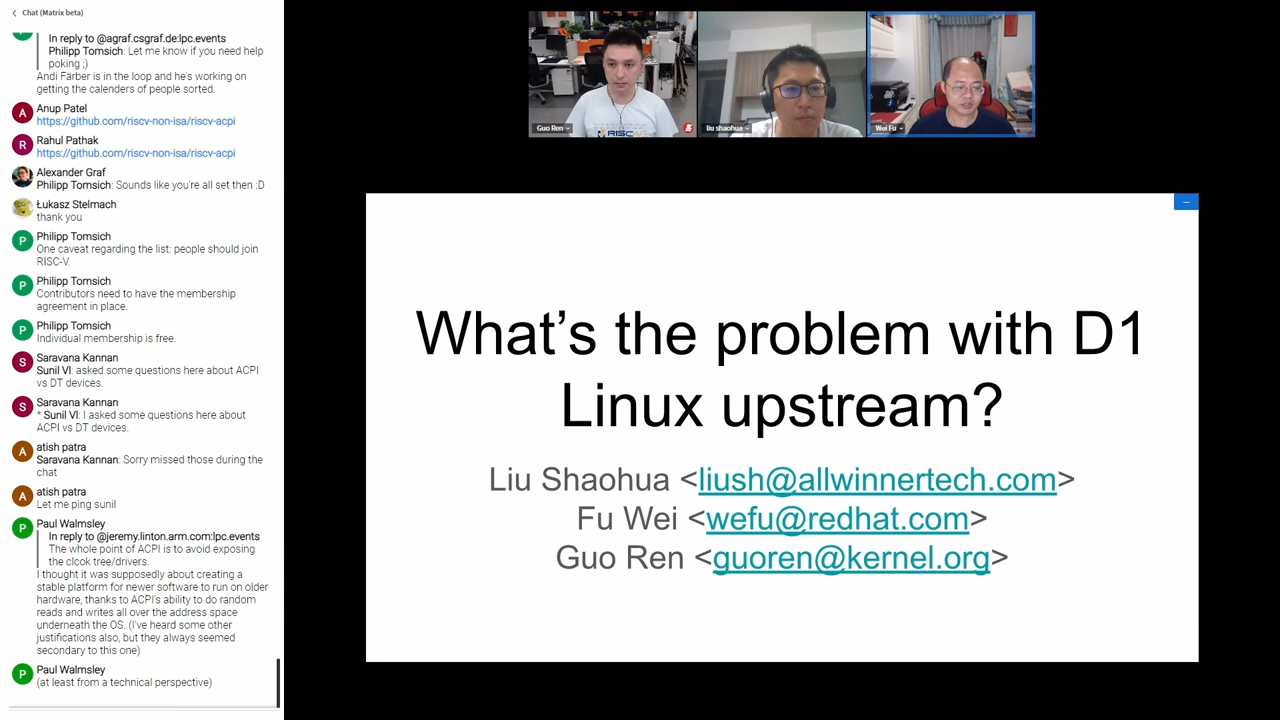 Chat (Matrix beta)
In reply to @agraf.csgraf.de:lpc.events
Philipp Tomsich: Let me know if you need help
poking ;)
Andi Färber is in the loop and he's working on
getting the calenders of people sorted.
A
Anup Patel
https://github.com/riscv-non-isa/riscv-acpi
R
Rahul Pathak
https://github.com/riscv-non-isa/riscv-acpi
Alexander Graf
Philipp Tomsich: Sounds like you're all set then :D
Łukasz Stelmach
thank you
P
Philipp Tomsich
One caveat regarding the list: people should join
RISC-V.
P
Philipp Tomsich
Contributors need to have the membership
agreement in place.
P
Philipp Tomsich
Individual membership is free.
S
Saravana Kannan
Sunil Vl: asked some questions here about ACPI
vs DT devices.
S
Saravana Kannan
* Sunil Vl: I asked some questions here about
ACPI vs DT devices.
A
atish patra
Saravana Kannan: Sorry missed those during the
chat
A
atish patra
Let me ping sunil
P
Paul Walmsley
In reply to @jeremy.linton.arm.com:lpc.events
The whole point of ACPI is to avoid exposing
the clcok tree/drivers.
I thought it was supposedly about creating a
stable platform for newer software to run on older
hardware, thanks to ACPI's ability to do random
reads and writes all over the address space
underneath the OS. (I've heard some other
justifications also, but they always seemed
secondary to this one)
P
Paul Walmsley
(at least from a technical perspective)
Guo Ren
liu shaohua
Wei Fu
What's the problem with D1
Linux upstream?
Liu Shaohua <liush@allwinnertech.com>
Fu Wei <wefu@redhat.com>
Guo Ren <guoren@kernel.org>